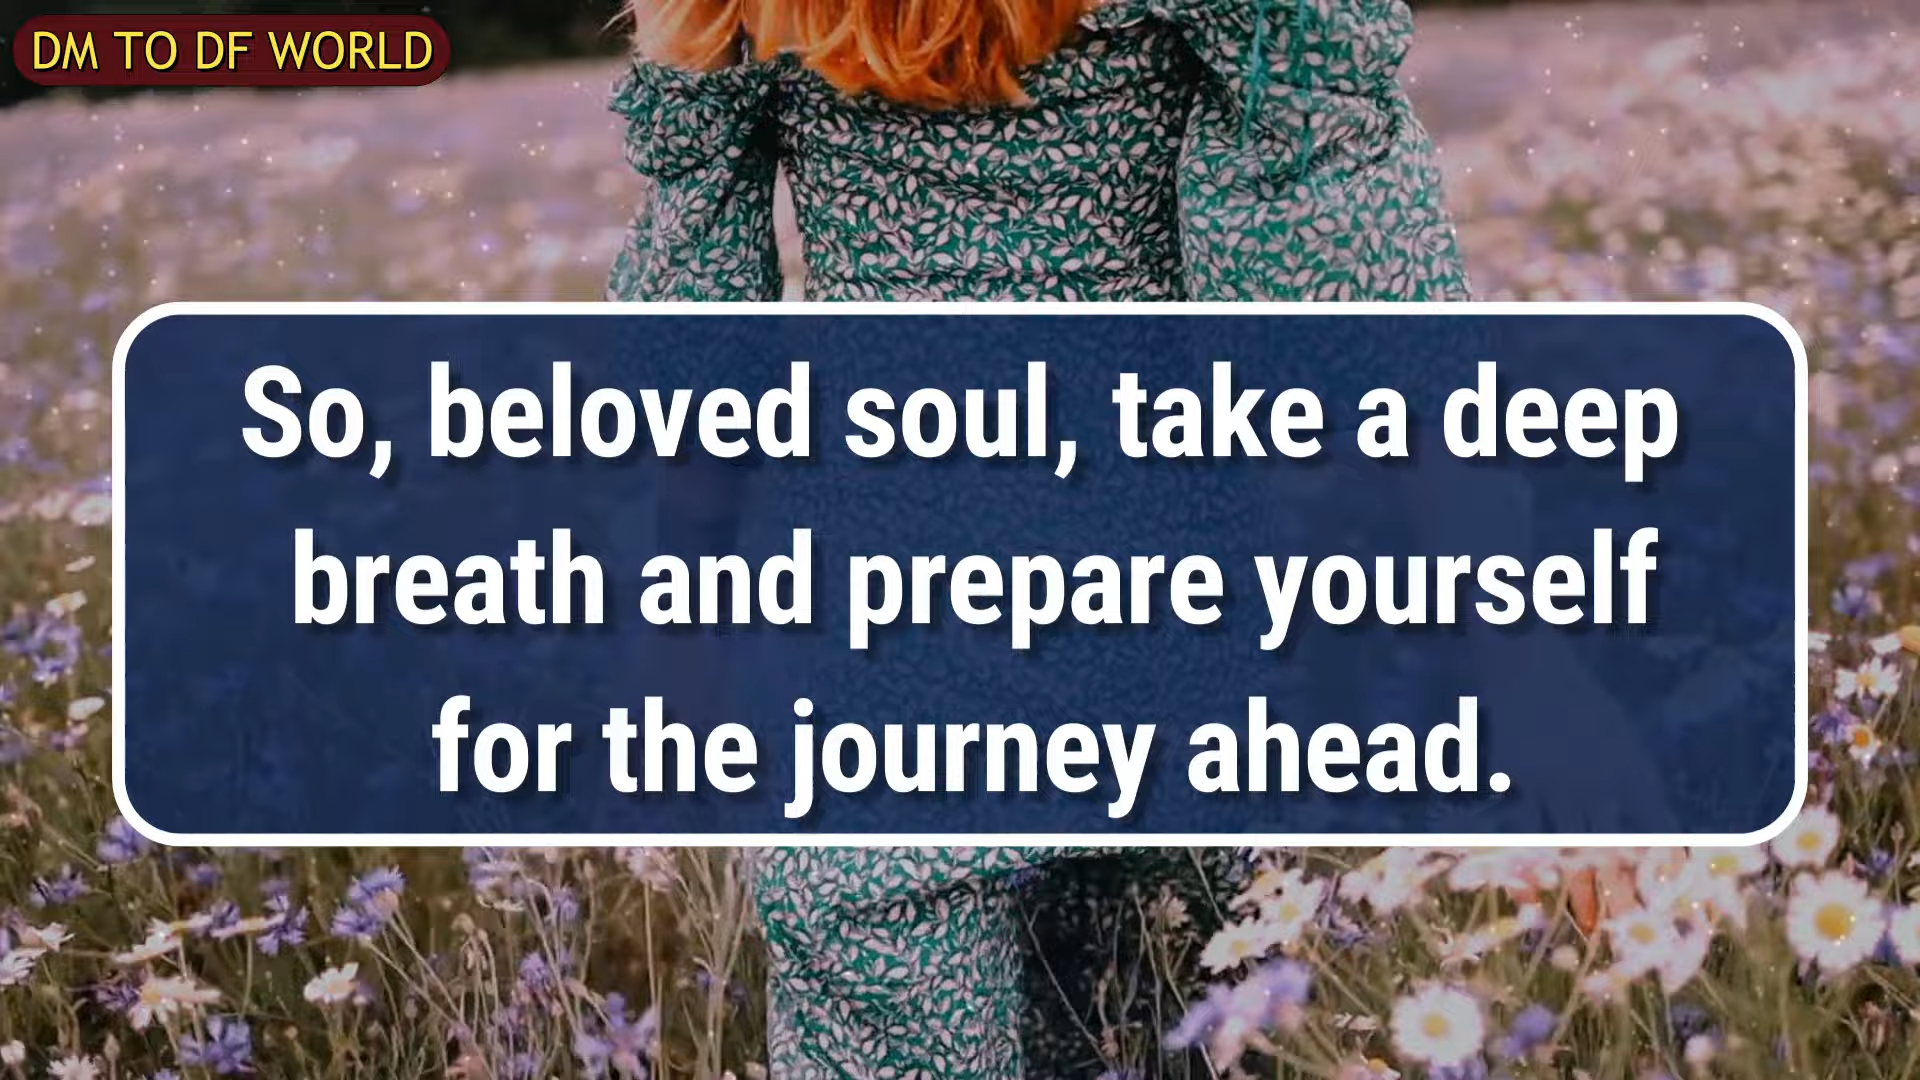 DM TO DF WORLD
So, beloved soul, take a deep
breath and prepare yourself
for the journey ahead.